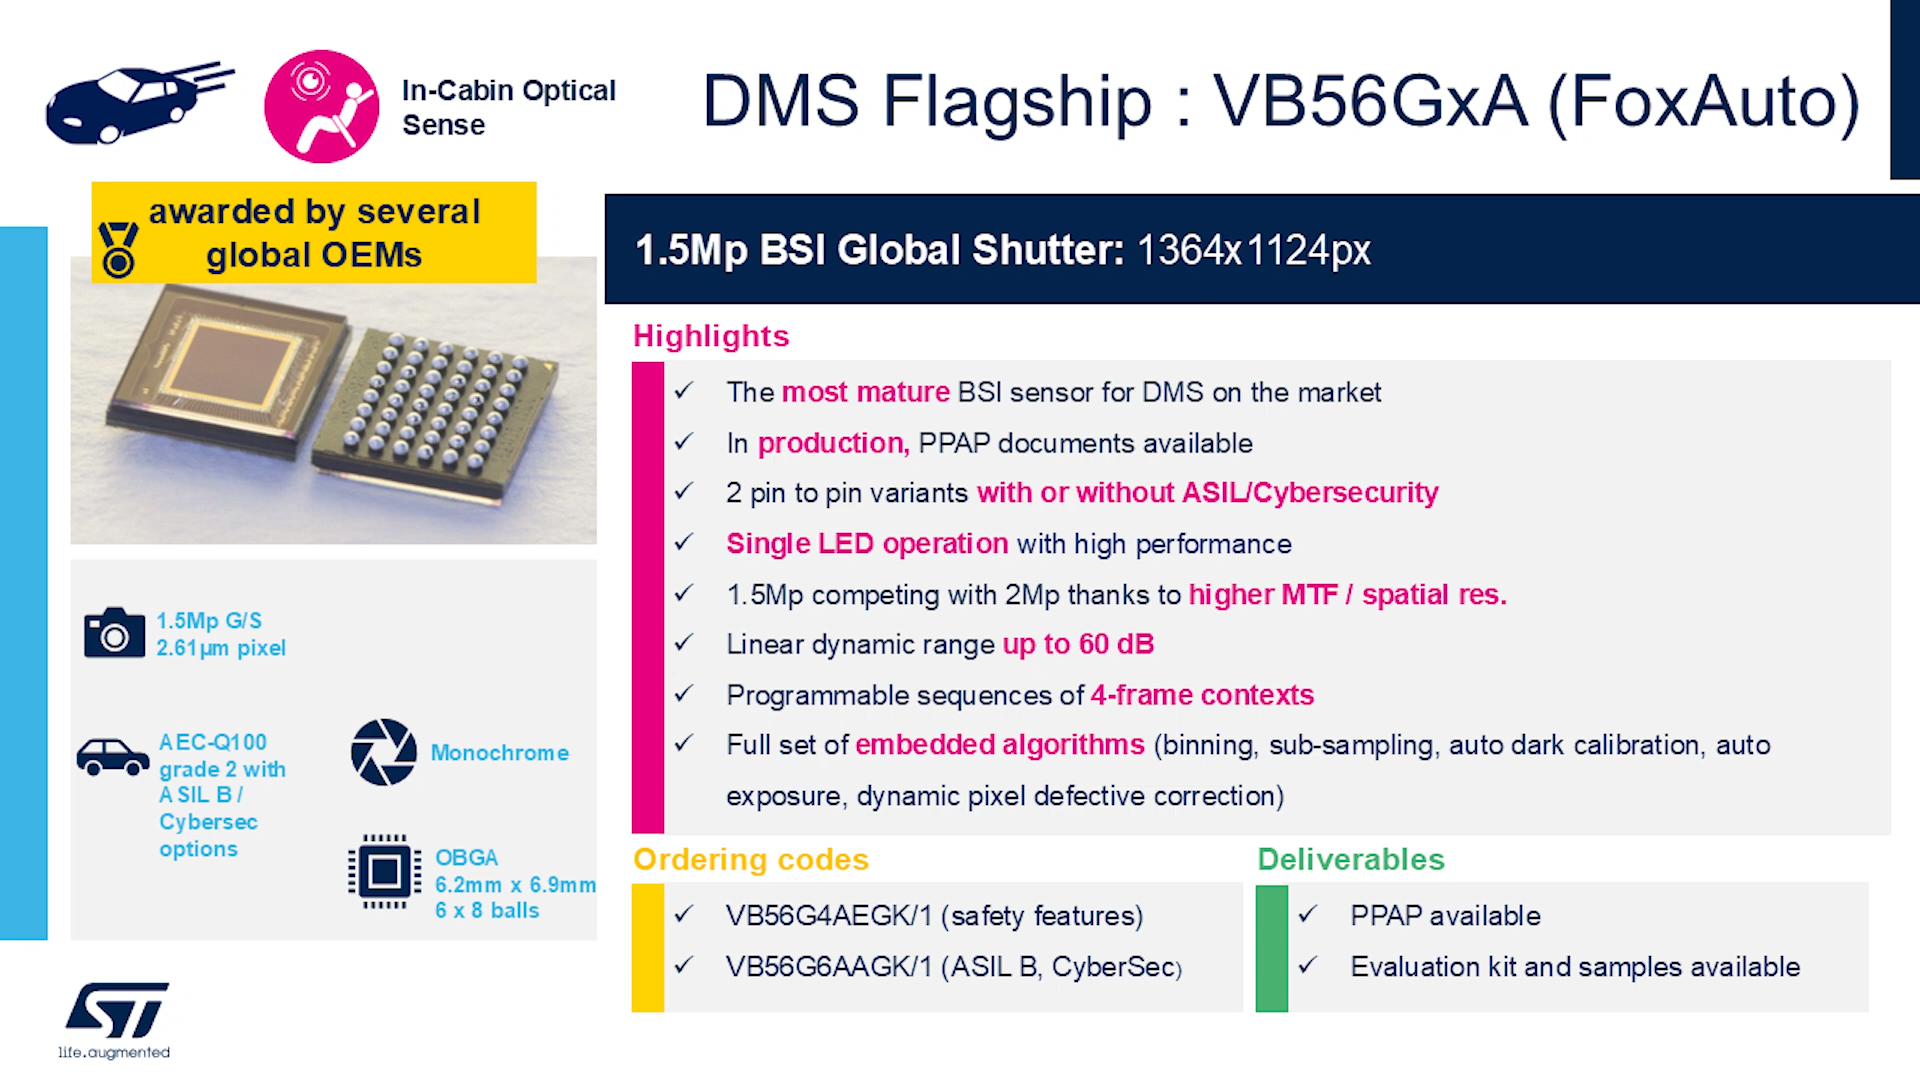 In-Cabin Optical
Sense
DMS Flagship : VB56GxA (FoxAuto)
awarded by several
global OEMs
1.5Mp BSI Global Shutter: 1364x1124px
Highlights
✓ The most mature BSI sensor for DMS on the market
✓ In production, PPAP documents available
✓ 2 pin to pin variants with or without ASIL/Cybersecurity
✓ Single LED operation with high performance
✓ 1.5Mp competing with 2Mp thanks to higher MTF / spatial res.
✓ Linear dynamic range up to 60 dB
✓ Programmable sequences of 4-frame contexts
✓ Full set of embedded algorithms (binning, sub-sampling, auto dark calibration, auto
exposure, dynamic pixel defective correction)
1.5Mp G/S
2.61µm pixel
AEC-Q100
grade 2 with
ASIL B /
Cybersec
options
Monochrome
OBGA
6.2mm x 6.9mm
6 x 8 balls
Ordering codes
✓ VB56G4AEGK/1 (safety features)
✓ VB56G6AAGK/1 (ASIL B, CyberSec)
Deliverables
✓ PPAP available
✓ Evaluation kit and samples available
ST
life.augmented